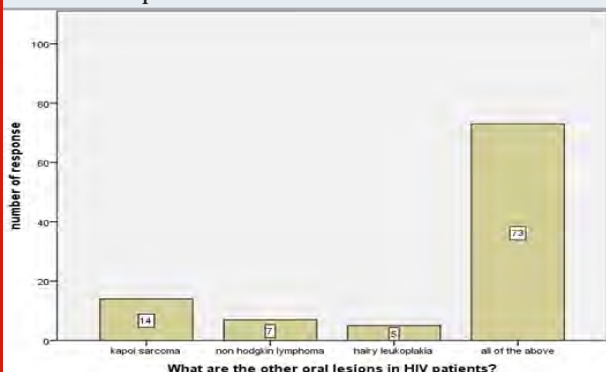 100
80
60
40
20
0
number of response
14
7
5
73
kapoi sarcoma
non hodgkin lymphoma
hairy leukoplakia
all of the above
What are the other oral lesions in HIV patients?